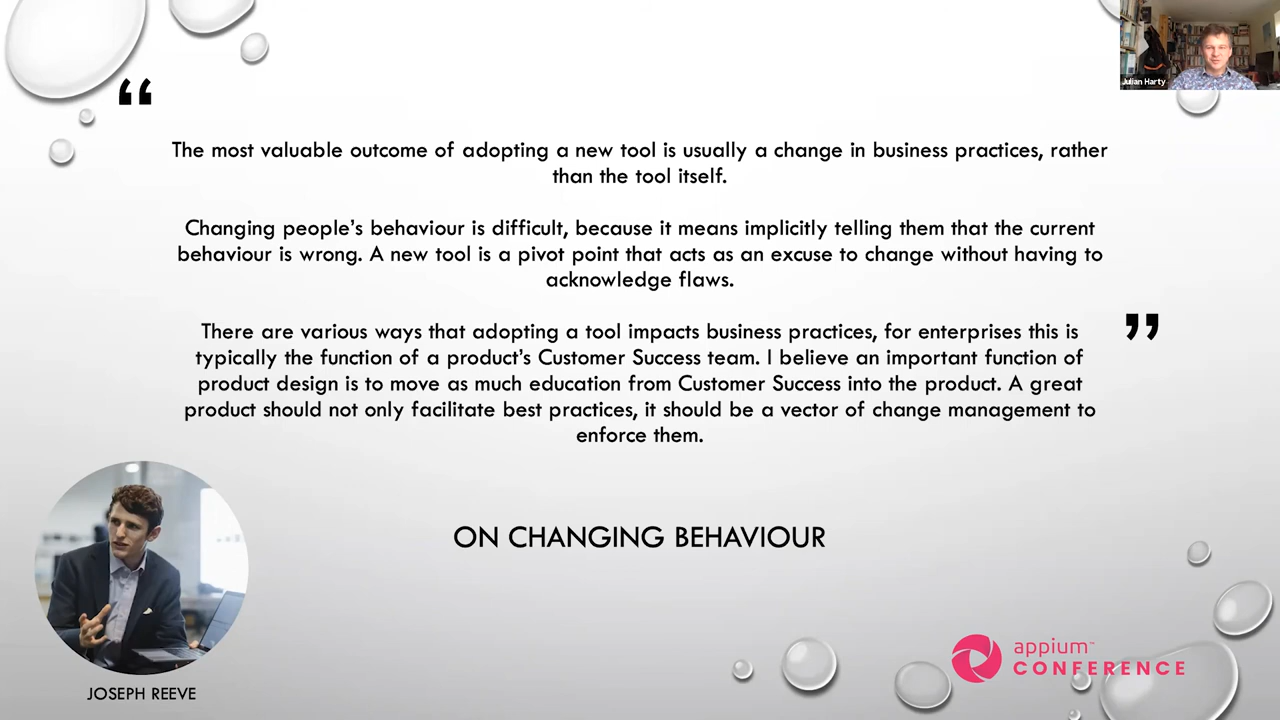 Julian Harty
“
The most valuable outcome of adopting a new tool is usually a change in business practices, rather
than the tool itself.
Changing people’s behaviour is difficult, because it means implicitly telling them that the current
behaviour is wrong. A new tool is a pivot point that acts as an excuse to change without having to
acknowledge flaws.
There are various ways that adopting a tool impacts business practices, for enterprises this is
typically the function of a product’s Customer Success team. I believe an important function of
product design is to move as much education from Customer Success into the product. A great
product should not only facilitate best practices, it should be a vector of change management to
enforce them.
”
ON CHANGING BEHAVIOUR
JOSEPH REEVE
appium™
CONFERENCE